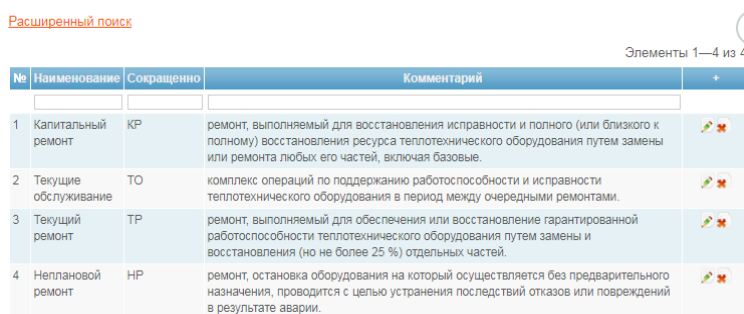 Расширенный поиск
Элементы 1—4 из 4
№ Наименование Сокращенно Комментарий +
1 Капитальный ремонт КР ремонт, выполняемый для восстановления исправности и полного (или близкого к
полному) восстановления ресурса теплотехнического оборудования путем замены
или ремонта любых его частей, включая базовые.
2 Текущие обслуживание ТО комплекс операций по поддержанию работоспособности и исправности
теплотехнического оборудования в период между очередными ремонтами.
3 Текущий ремонт ТР ремонт, выполняемый для обеспечения или восстановление гарантированной
работоспособности теплотехнического оборудования путем замены и
восстановления (но не более 25 %) отдельных частей.
4 Неплановой ремонт НР ремонт, остановка оборудования на который осуществляется без предварительного
назначения, проводится с целью устранения последствий отказов или повреждений
в результате аварии.